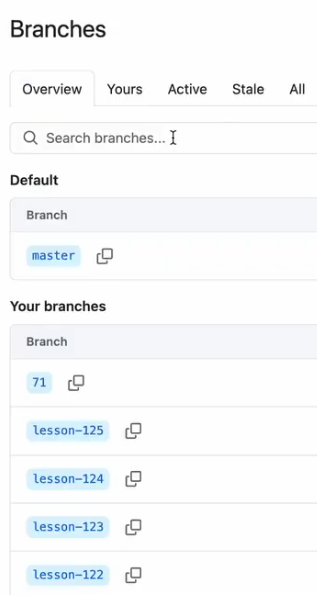 Branches
Overview Yours Active Stale All
Search branches...
Default
Branch
master
Your branches
Branch
71
lesson-125
lesson-124
lesson-123
lesson-122